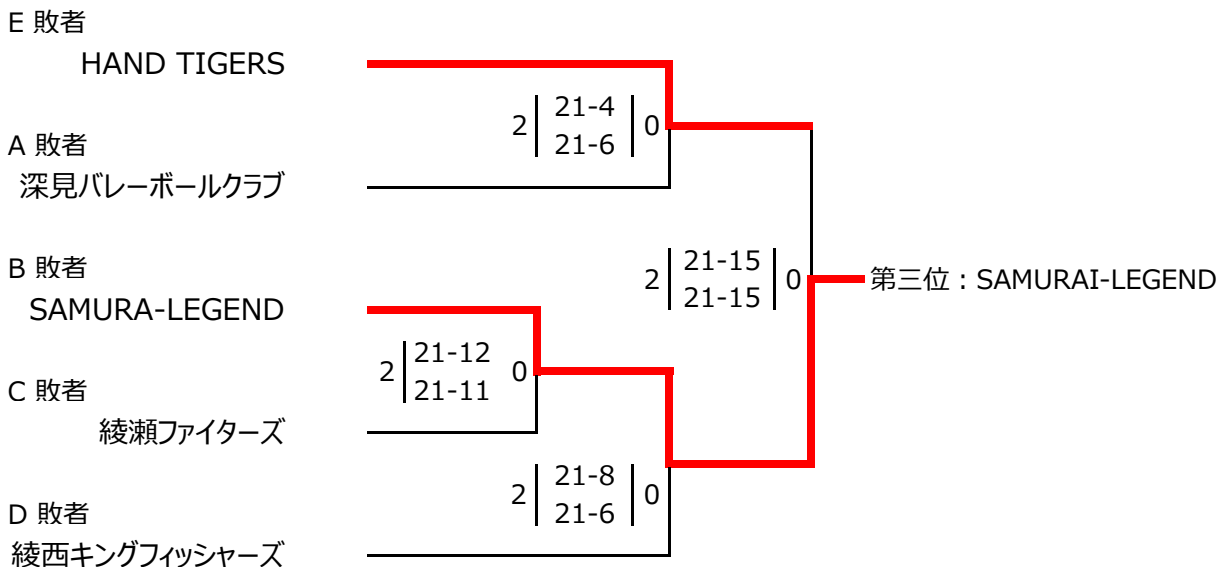 E 敗者
HAND TIGERS
2 21-4 0
21-6
A 敗者
深見バレーボールクラブ
B 敗者
SAMURA-LEGEND
2 21-15 0
21-15
第三位：SAMURAI-LEGEND
2 21-12 0
21-11
C 敗者
綾瀬ファイターズ
2 21-8 0
21-6
D 敗者
綾西キングフィッシャーズ